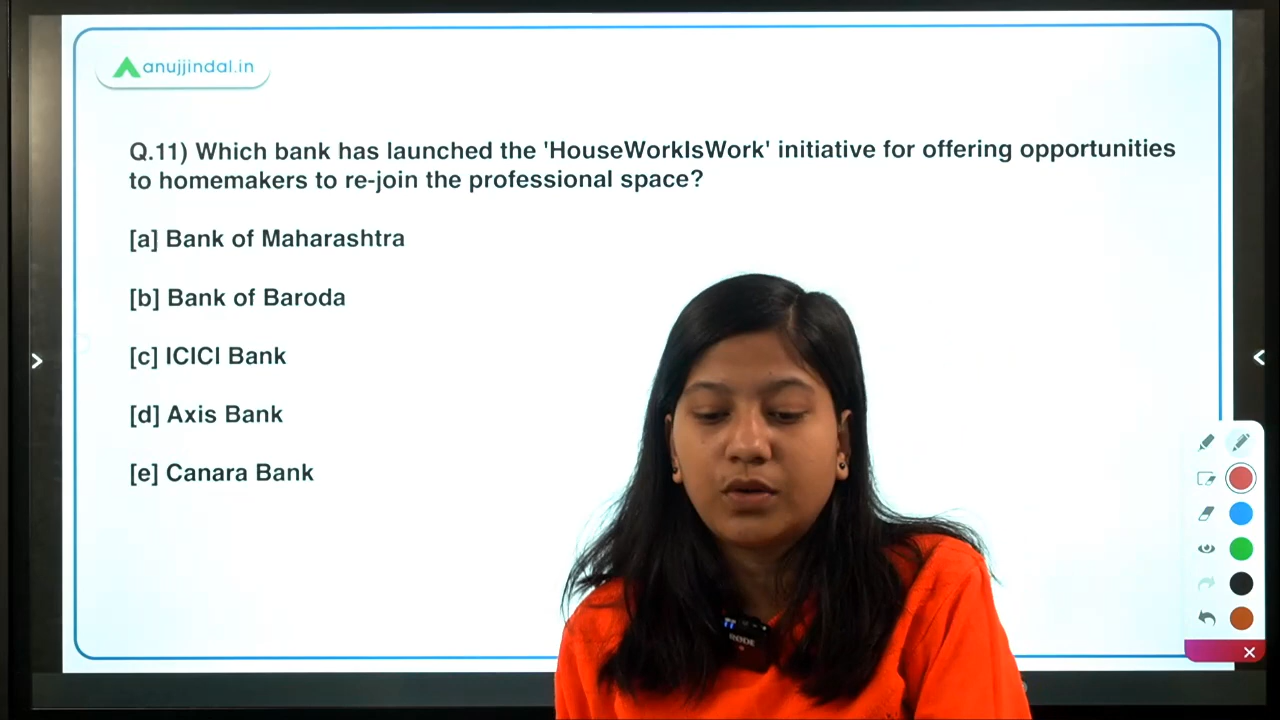 anujjindal.in
Q.11) Which bank has launched the 'HouseWorkIsWork' initiative for offering opportunities
to homemakers to re-join the professional space?
[a] Bank of Maharashtra
[b] Bank of Baroda
[c] ICICI Bank
[d] Axis Bank
[e] Canara Bank
RØDE